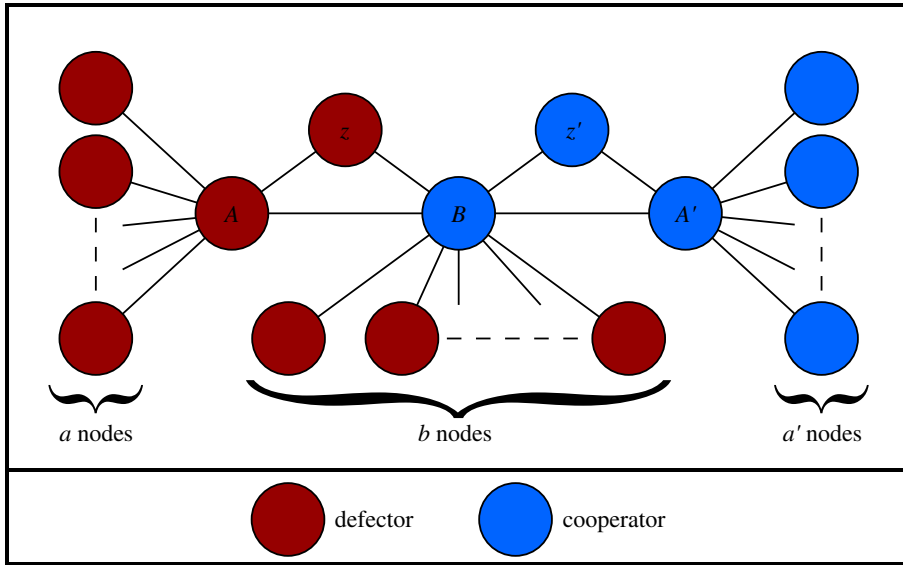 z
z′
A
B
A′
a nodes
b nodes
a′ nodes
defector
cooperator